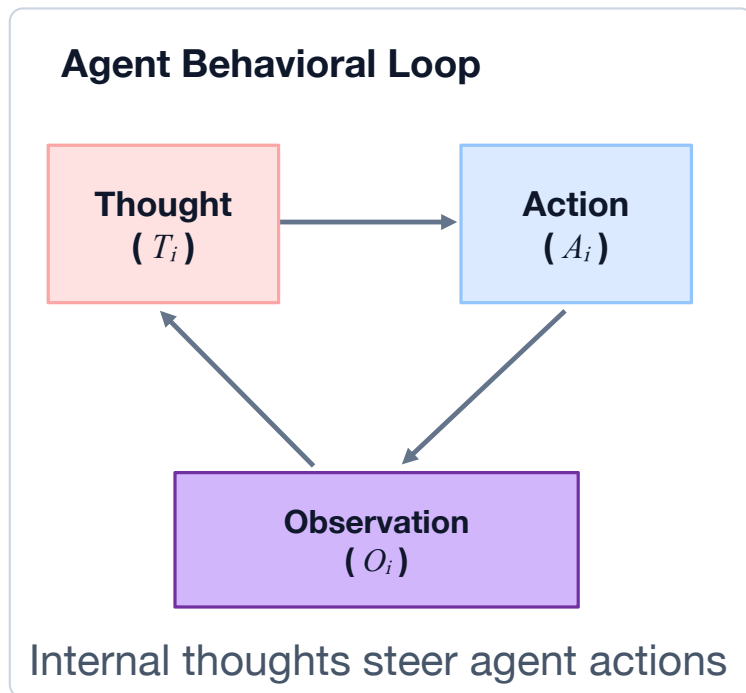 Agent Behavioral Loop
Thought
( Tᵢ )
Action
( Aᵢ )
Observation
( Oᵢ )
Internal thoughts steer agent actions